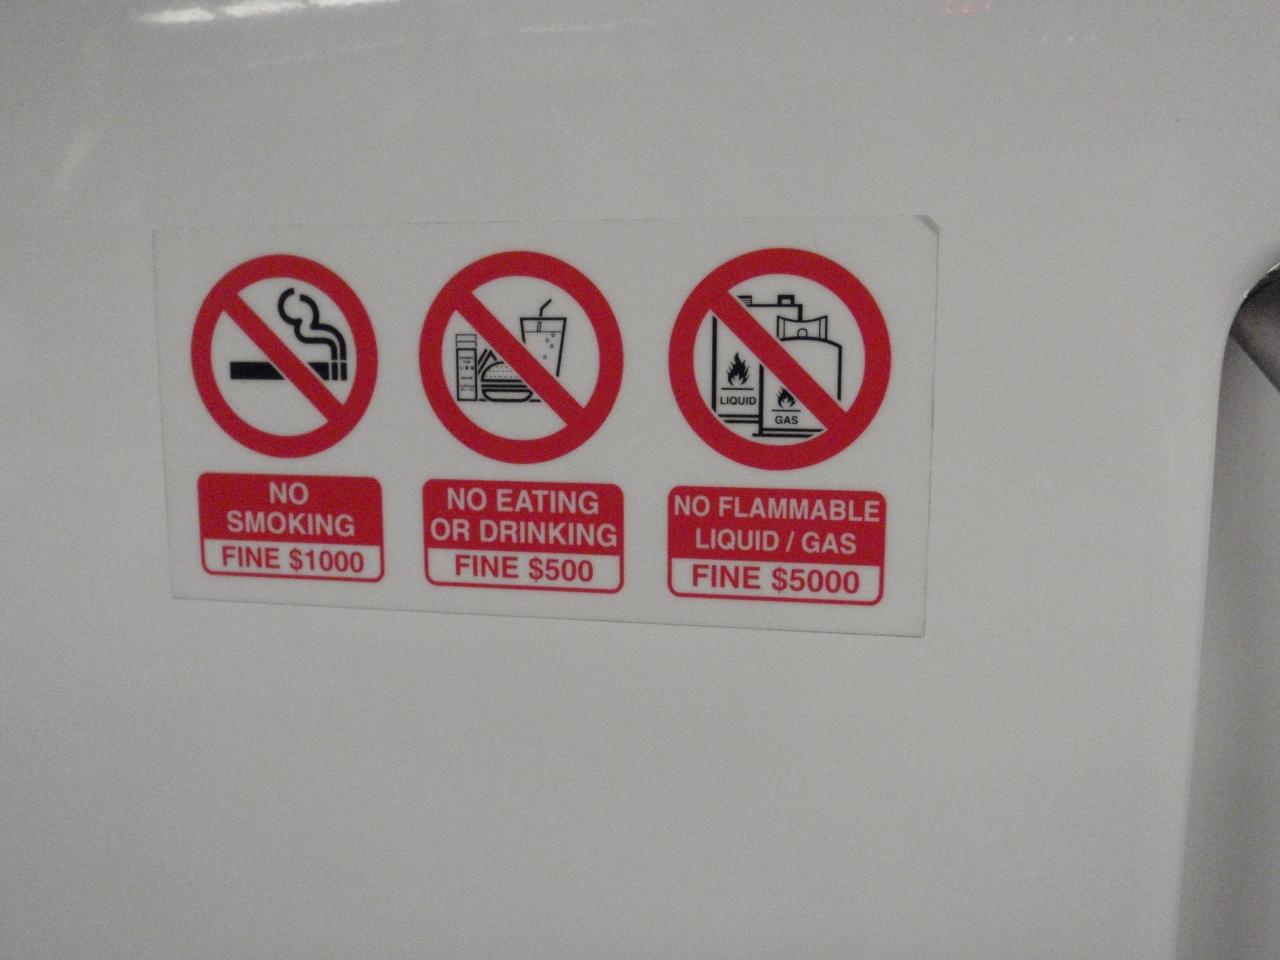 NO
SMOKING
FINE $1000
LIQUID
GAS
NO EATING
OR DRINKING
FINE $500
NO FLAMMABLE
LIQUID / GAS
FINE $5000